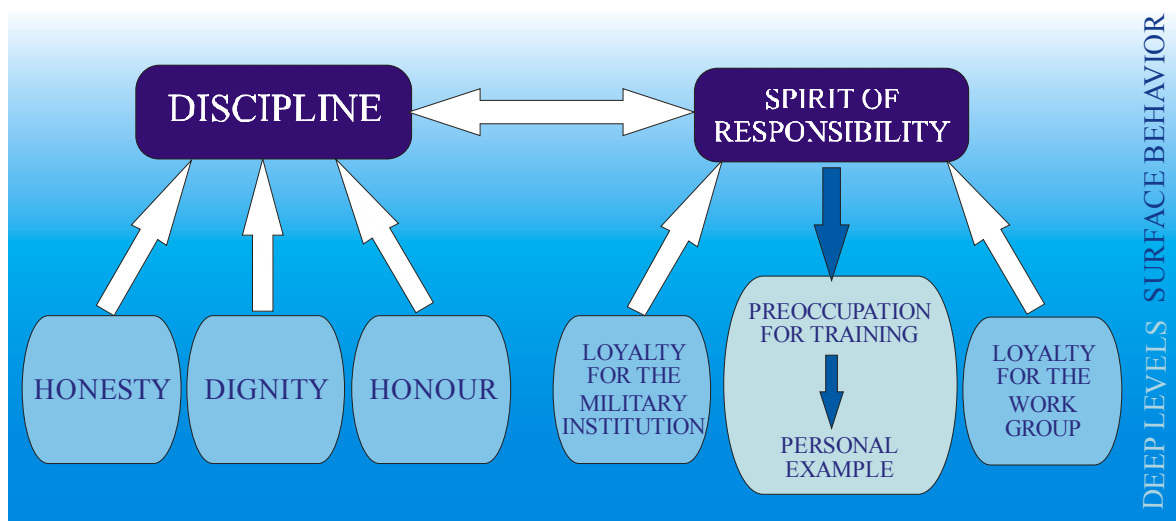 DISCIPLINE
SPIRIT OF
RESPONSIBILITY
HONESTY
DIGNITY
HONOUR
LOYALTY
FOR THE
MILITARY
INSTITUTION
PREOCCUPATION
FOR TRAINING
PERSONAL
EXAMPLE
LOYALTY
FOR THE
WORK
GROUP
DEEP LEVELS SURFACE BEHAVIOR